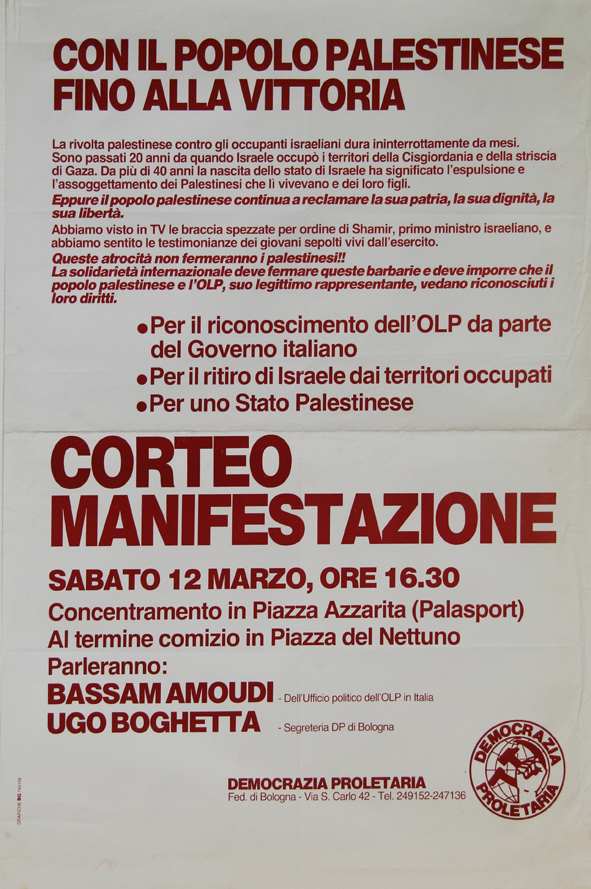 CON IL POPOLO PALESTINESE
FINO ALLA VITTORIA
La rivolta palestinese contro gli occupanti israeliani dura ininterrottamente da mesi.
Sono passati 20 anni da quando Israele occupò i territori della Cisgiordania e della striscia
di Gaza. Da più di 40 anni la nascita dello stato di Israele ha significato l'espulsione e
l'assoggettamento dei Palestinesi che lì vivevano e dei loro figli.
Eppure il popolo palestinese continua a reclamare la sua patria, la sua dignità, la
sua libertà.
Abbiamo visto in TV le braccia spezzate per ordine di Shamir, primo ministro israeliano, e
abbiamo sentito le testimonianze dei giovani sepolti vivi dall'esercito.
Queste atrocità non fermeranno i palestinesi!!
La solidarietà internazionale deve fermare queste barbarie e deve imporre che il
popolo palestinese e l'OLP, suo legittimo rappresentante, vedano riconosciuti i
loro diritti.
• Per il riconoscimento dell'OLP da parte
del Governo italiano
• Per il ritiro di Israele dai territori occupati
• Per uno Stato Palestinese
CORTEO
MANIFESTAZIONE
SABATO 12 MARZO, ORE 16.30
Concentramento in Piazza Azzarita (Palasport)
Al termine comizio in Piazza del Nettuno
Parleranno:
BASSAM AMOUDI - Dell'Ufficio politico dell'OLP in Italia
UGO BOGHETTA - Segreteria DP di Bologna
DEMOCRAZIA PROLETARIA
Fed. di Bologna - Via S. Carlo 42 - Tel. 249152-247136
DEMOCRAZIA
PROLETARIA
GRAFICHE BG